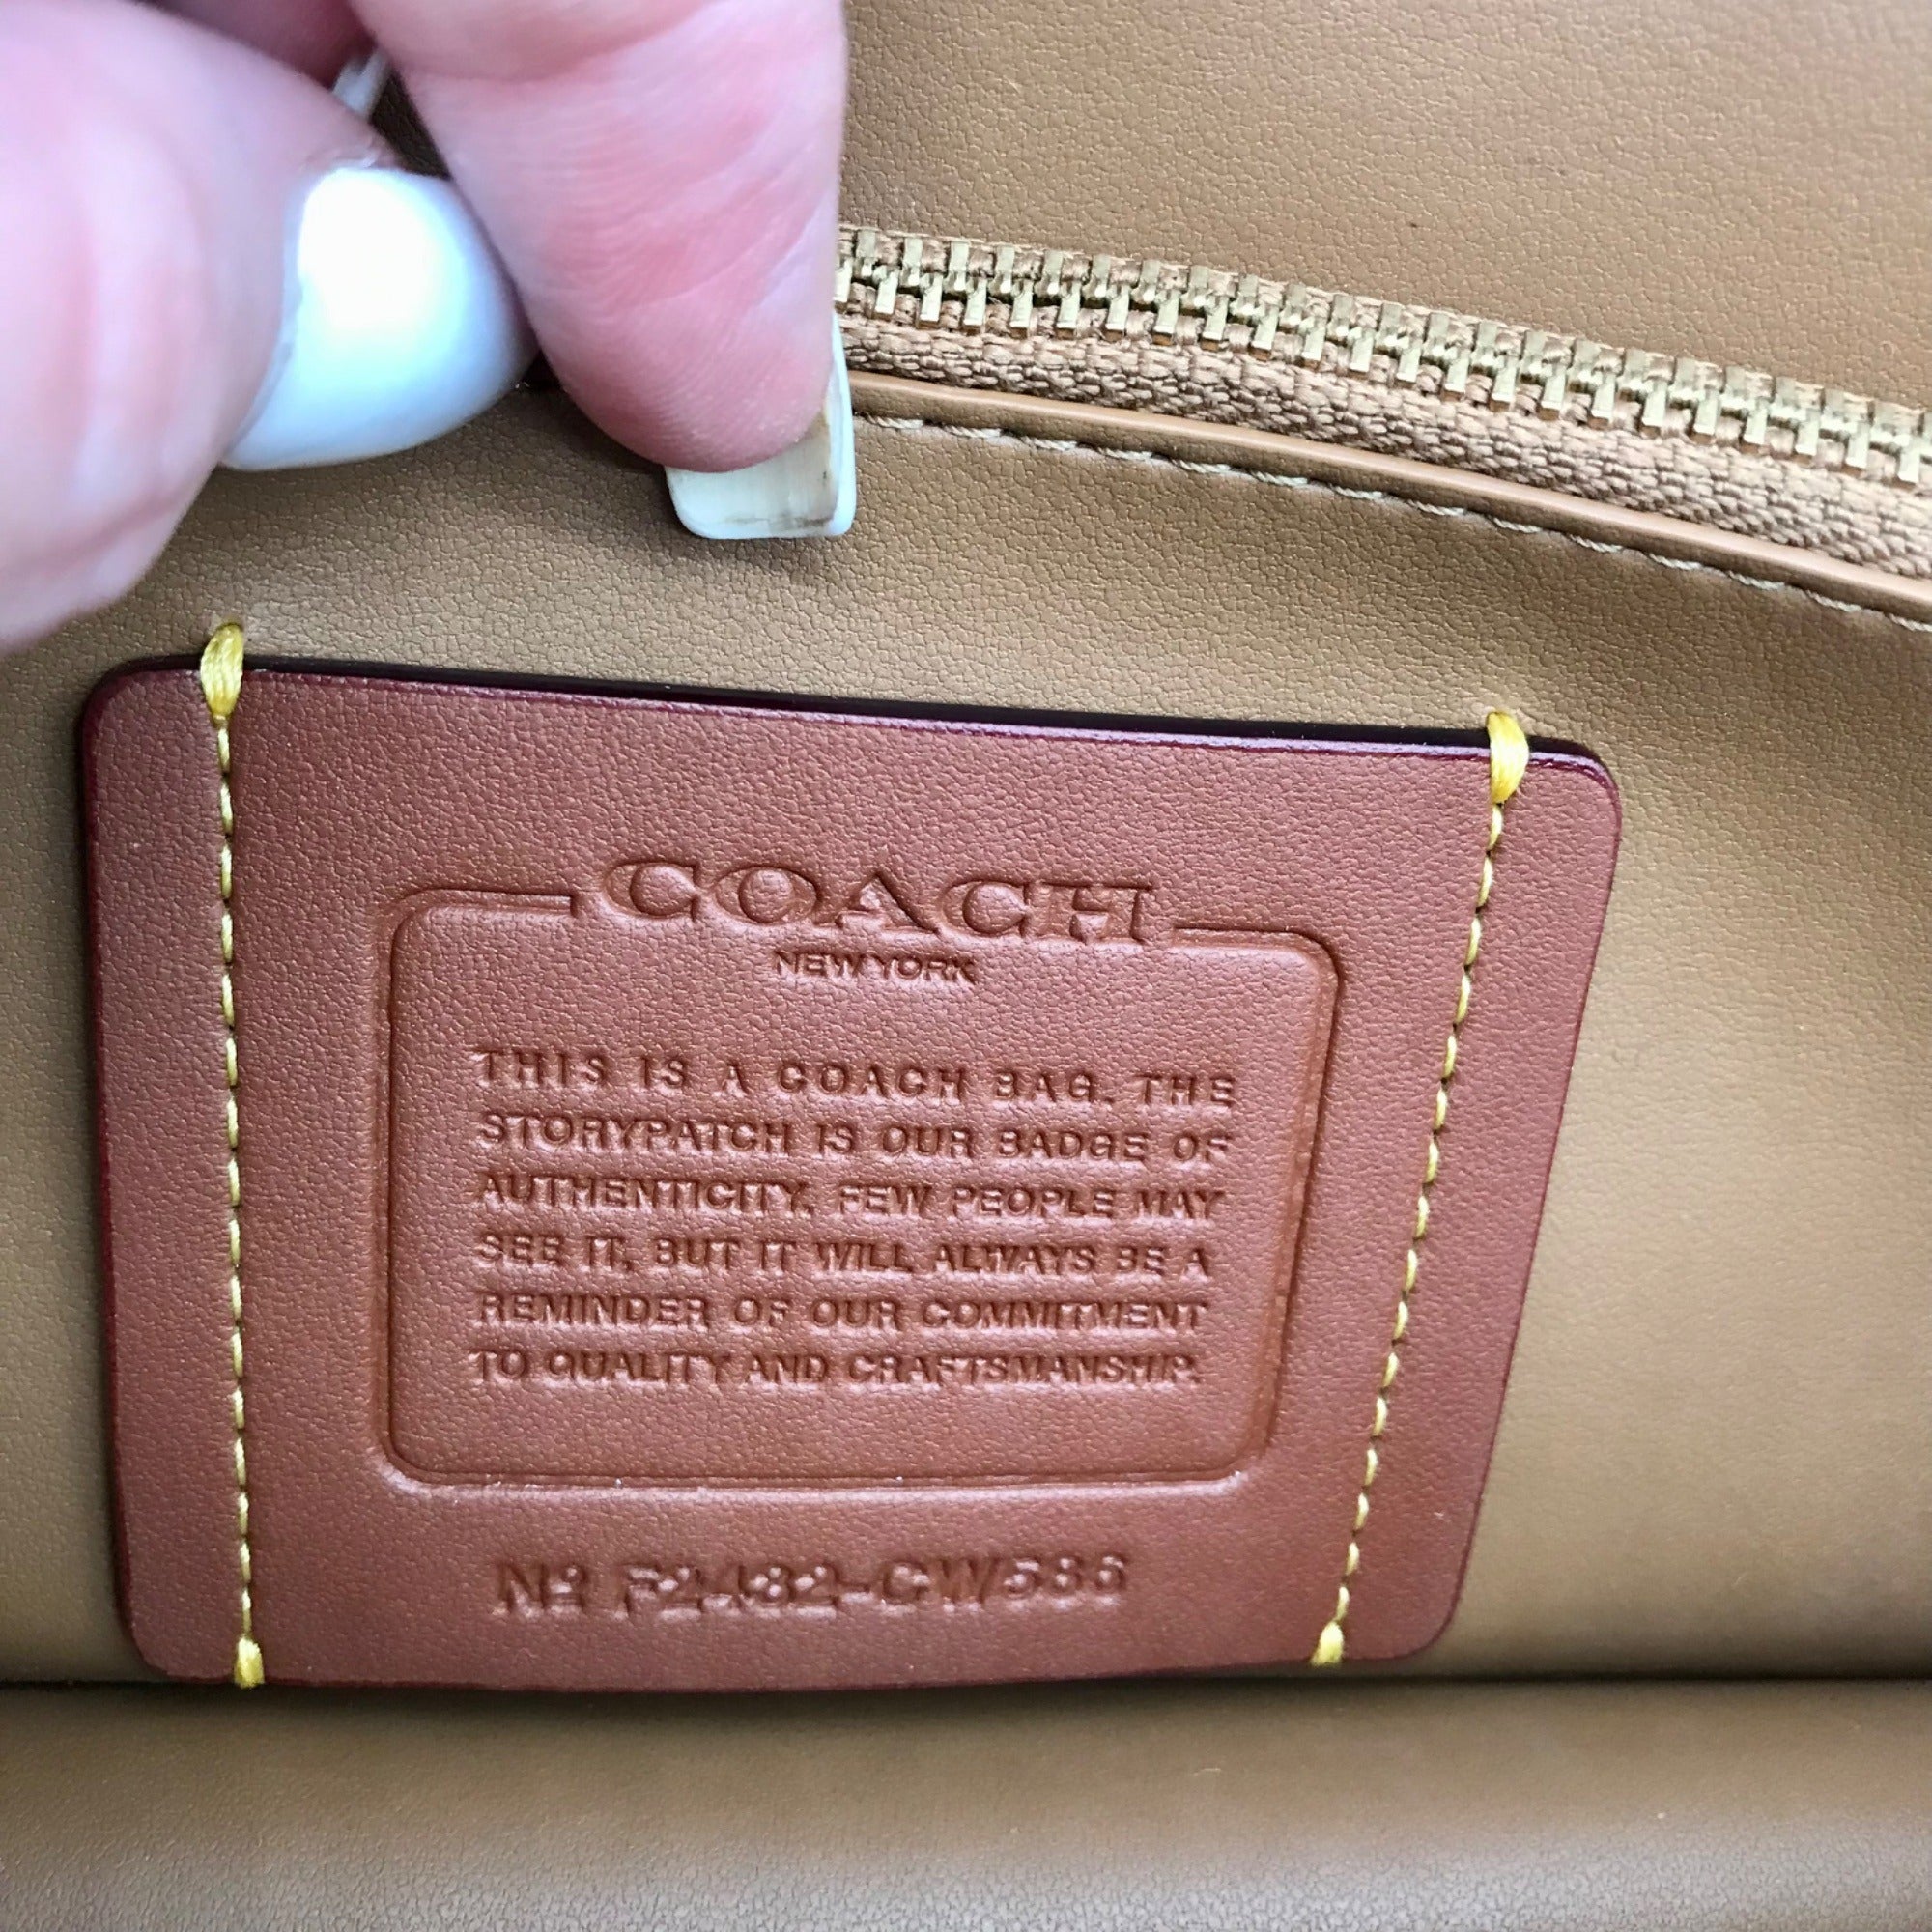 COACH
NEW YORK
THIS IS A COACH BAG. THE
STORYPATCH IS OUR BADGE OF
AUTHENTICITY. FEW PEOPLE MAY
SEE IT, BUT IT WILL ALWAYS BE A
REMINDER OF OUR COMMITMENT
TO QUALITY AND CRAFTSMANSHIP.
Nº F2432-CW586